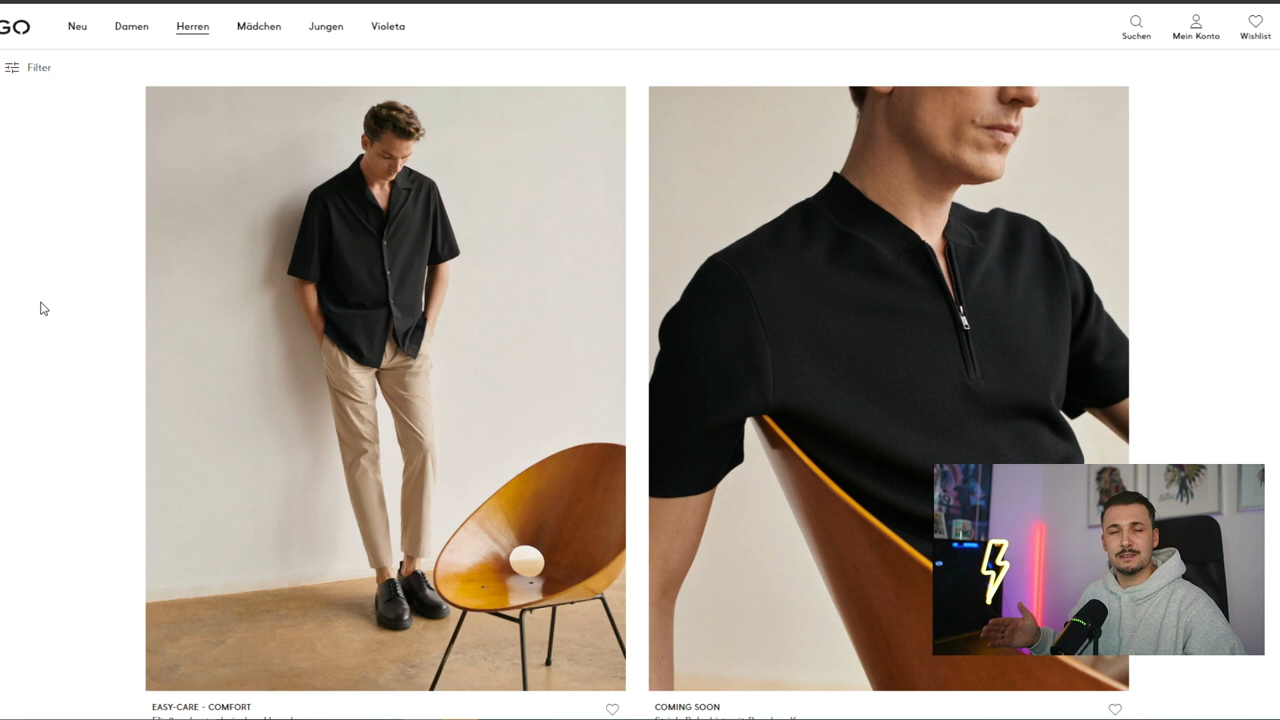 GO
Neu Damen Herren Mädchen Jungen Violeta
Suchen Mein Konto Wishlist
Filter
EASY-CARE - COMFORT
COMING SOON